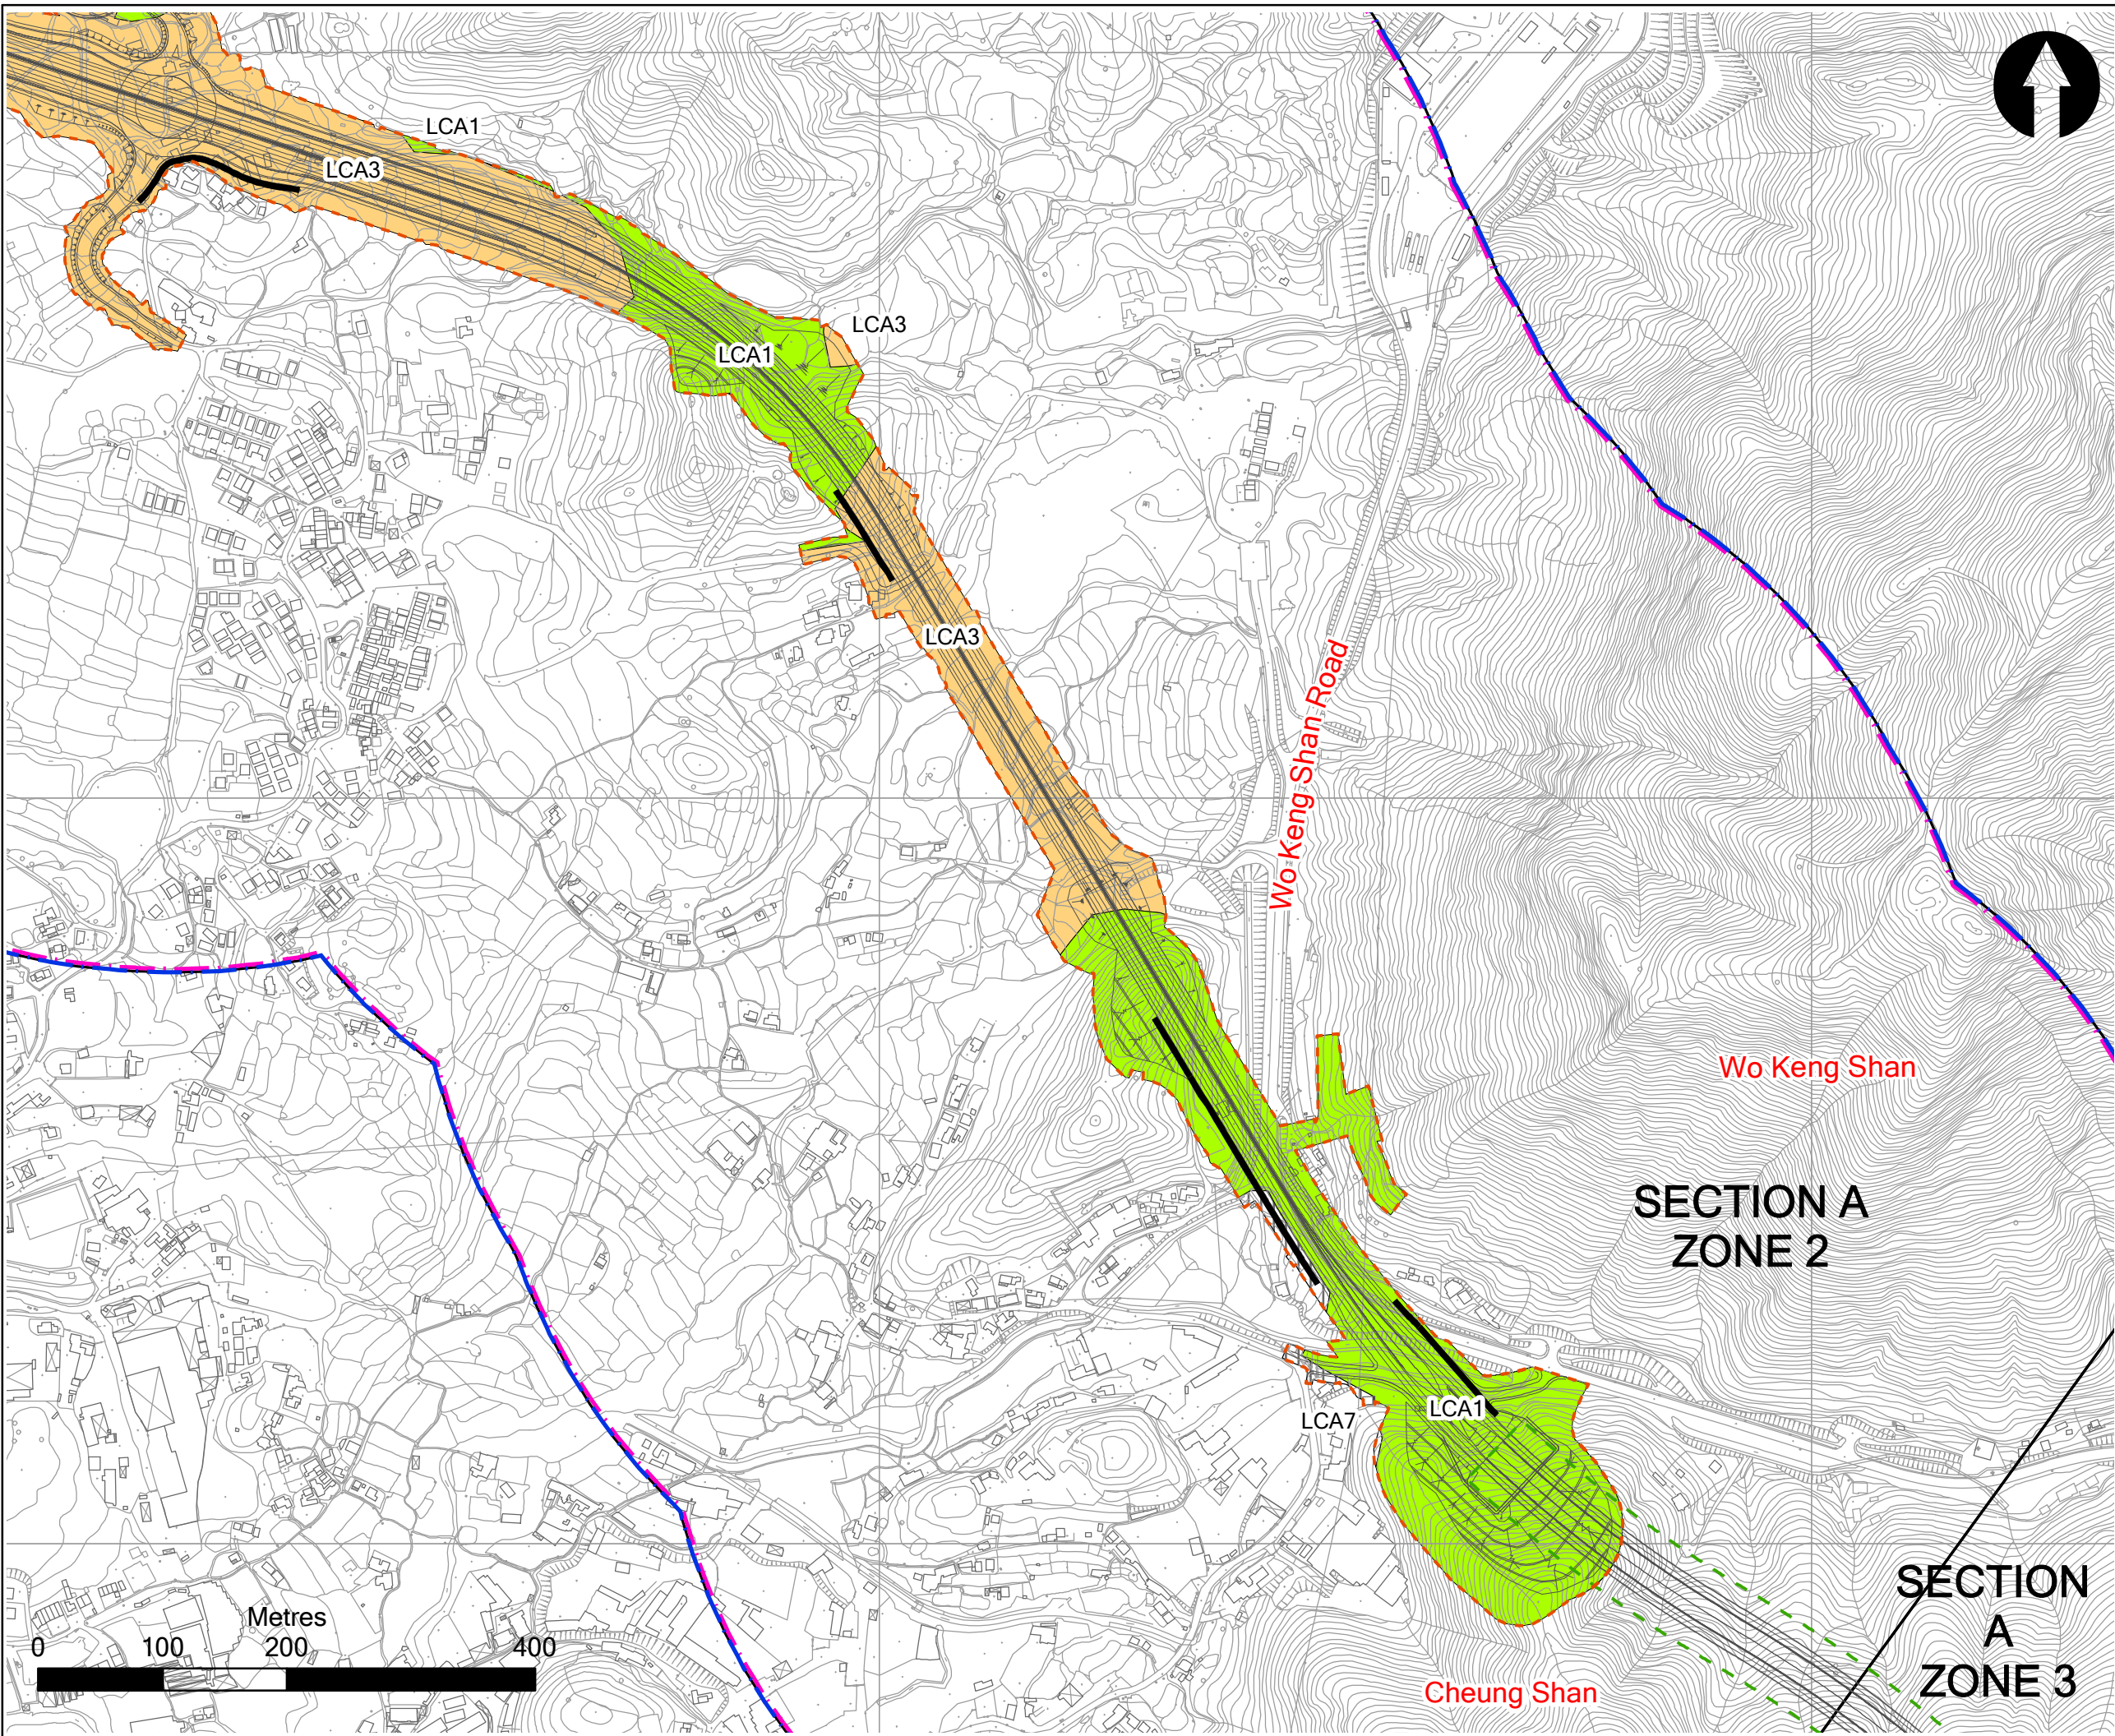 LCA1
LCA3
LCA3
LCA1
LCA3
Wo Keng Shan Road
Wo Keng Shan
SECTION A
ZONE 2
LCA1
LCA7
SECTION
A
ZONE 3
Metres
0 100 200 400
Cheung Shan